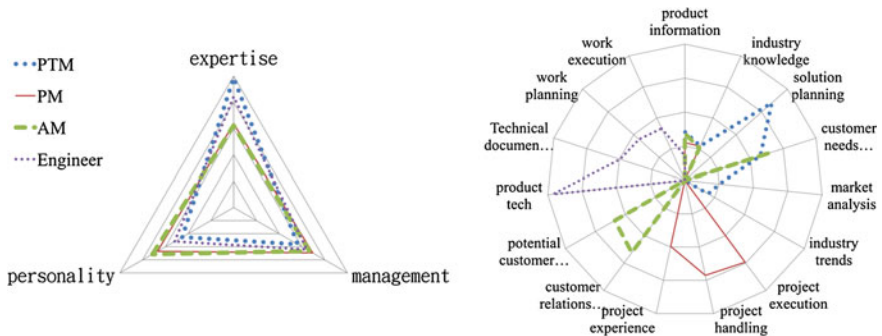 PTM
PM
AM
Engineer
expertise
personality
management
product
information
industry
knowledge
solution
planning
customer
needs...
market
analysis
industry
trends
project
execution
project
handling
project
experience
customer
relations...
potential
customer...
product
tech
Technical
documen...
work
planning
work
execution